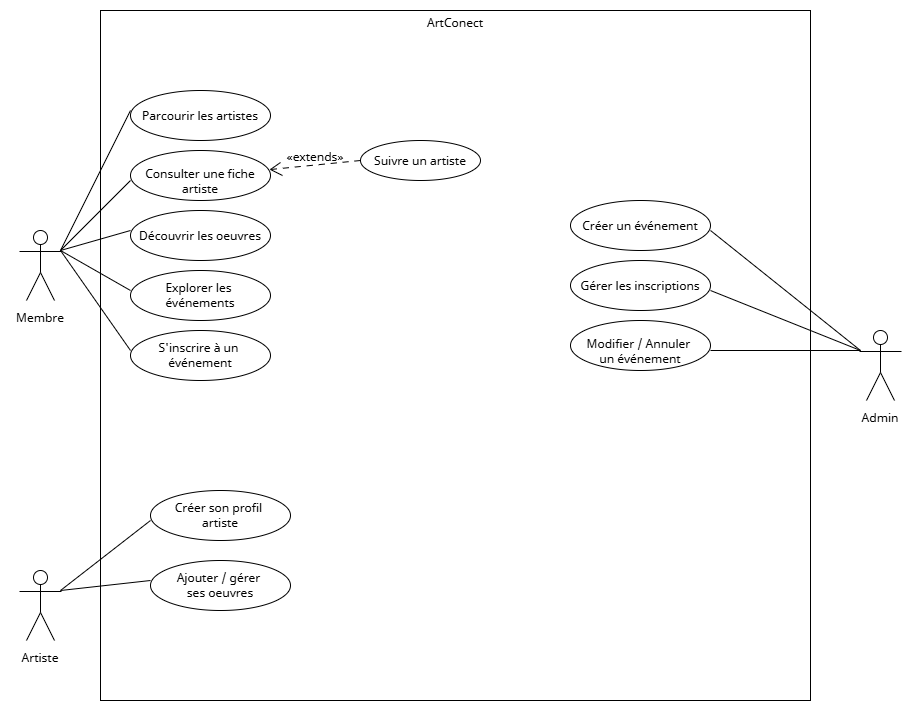 ArtConect
Parcourir les artistes
«extends»
Suivre un artiste
Consulter une fiche
artiste
Découvrir les oeuvres
Explorer les
événements
S'inscrire à un
événement
Membre
Créer un événement
Gérer les inscriptions
Modifier / Annuler
un événement
Admin
Créer son profil
artiste
Ajouter / gérer
ses oeuvres
Artiste